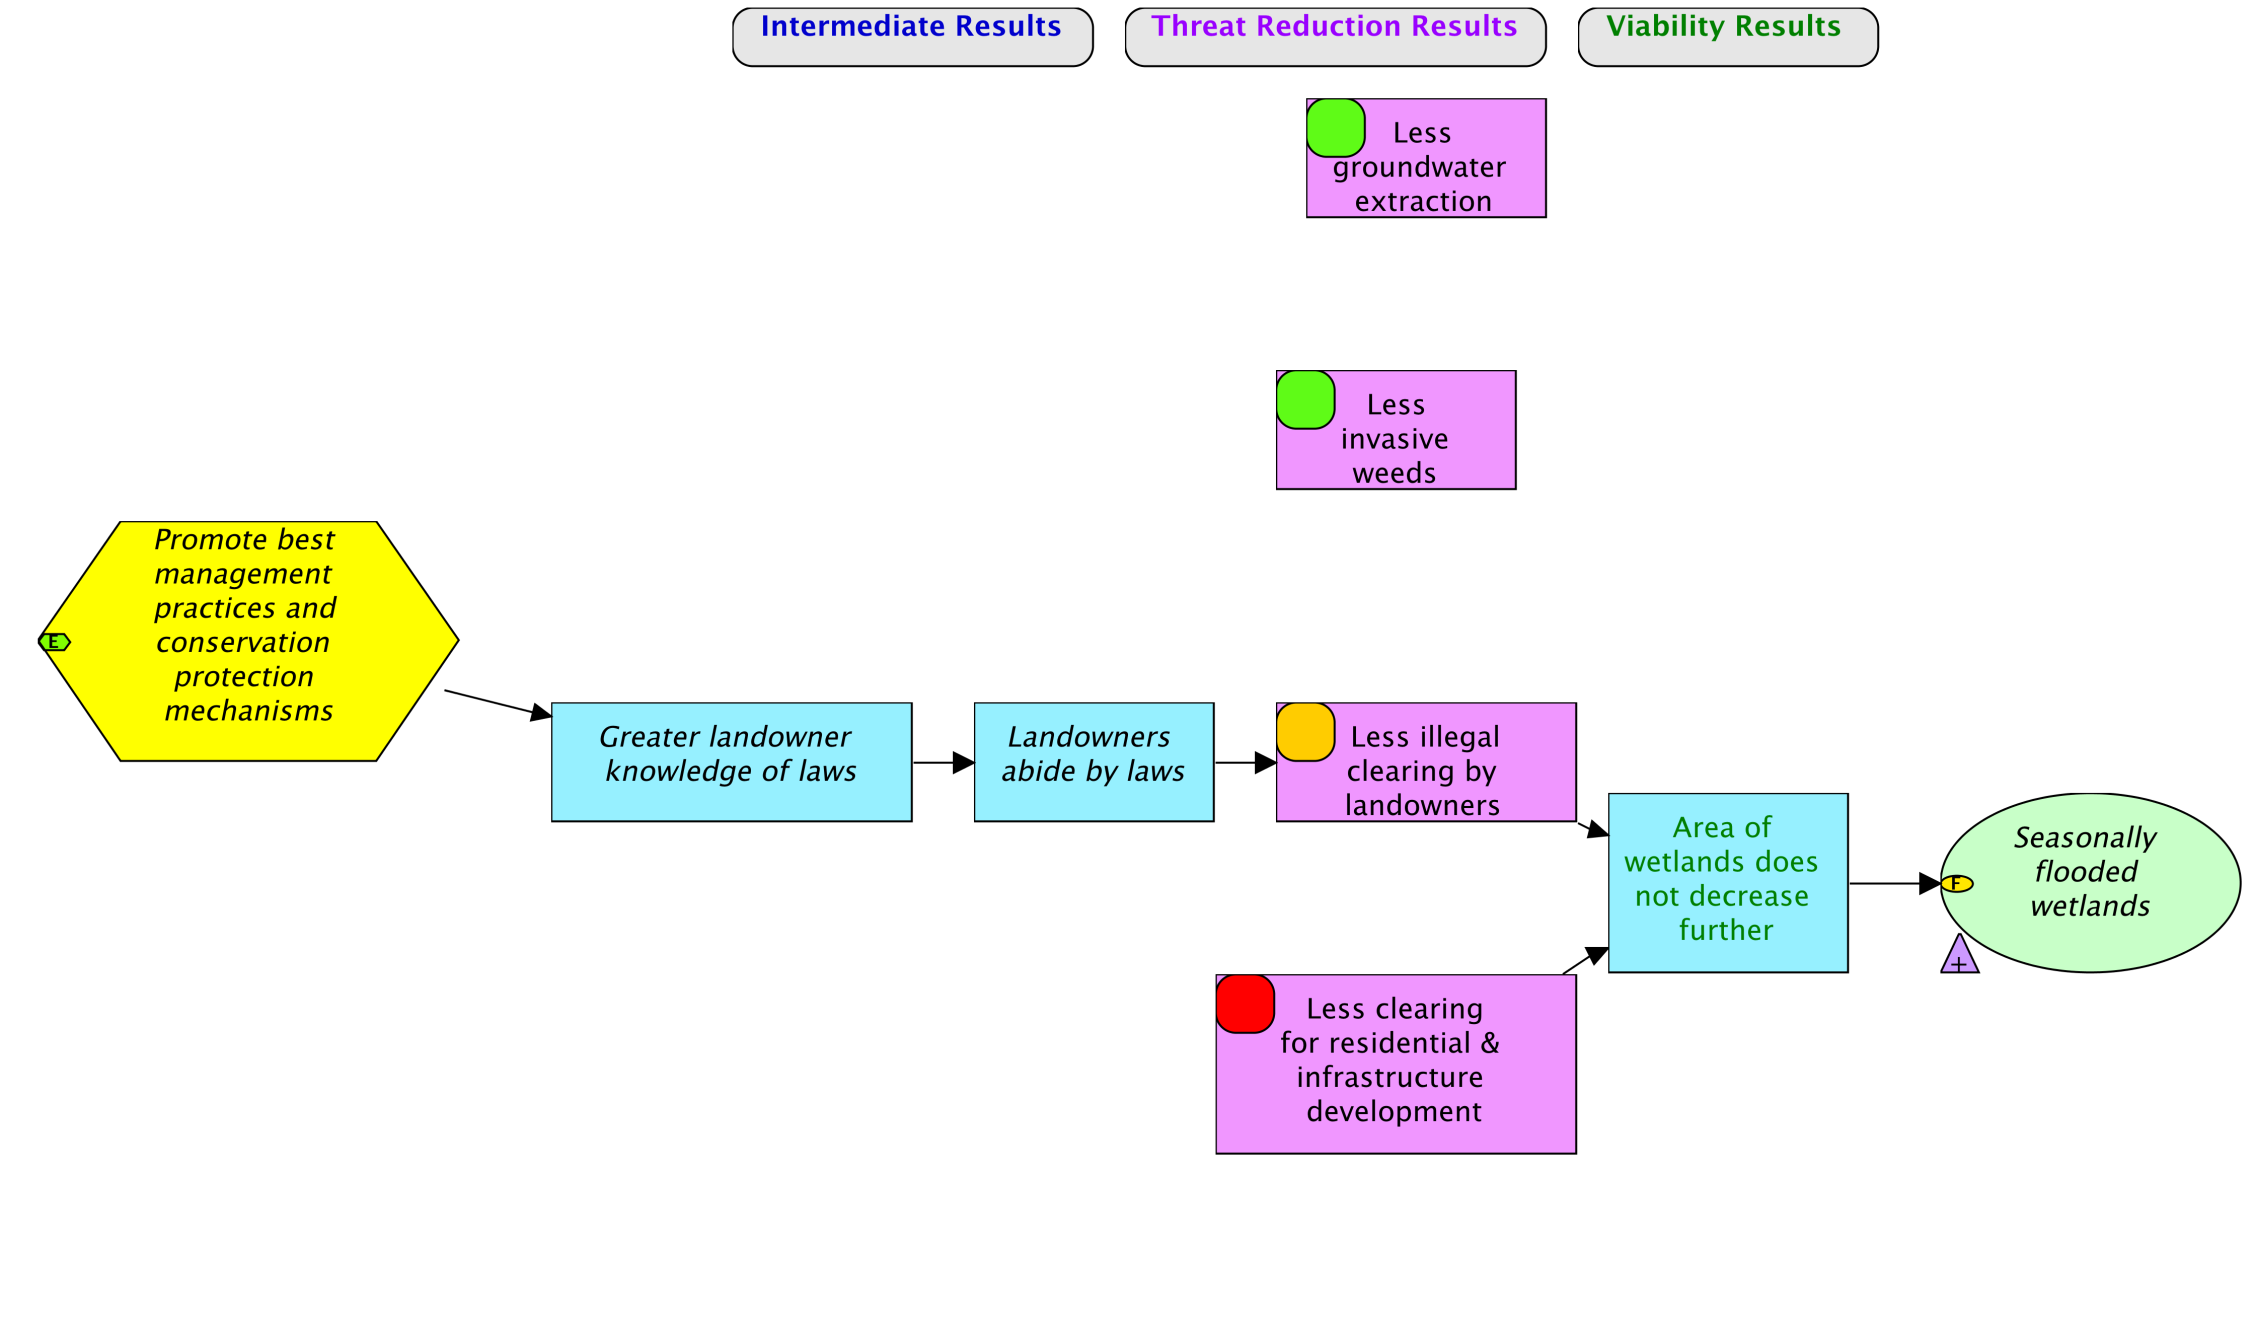 Intermediate Results
Threat Reduction Results
Viability Results
Less
groundwater
extraction
Less
invasive
weeds
Promote best
management
practices and
conservation
protection
mechanisms
E
Greater landowner
knowledge of laws
Landowners
abide by laws
Less illegal
clearing by
landowners
Area of
wetlands does
not decrease
further
Seasonally
flooded
wetlands
F
+
Less clearing
for residential &
infrastructure
development